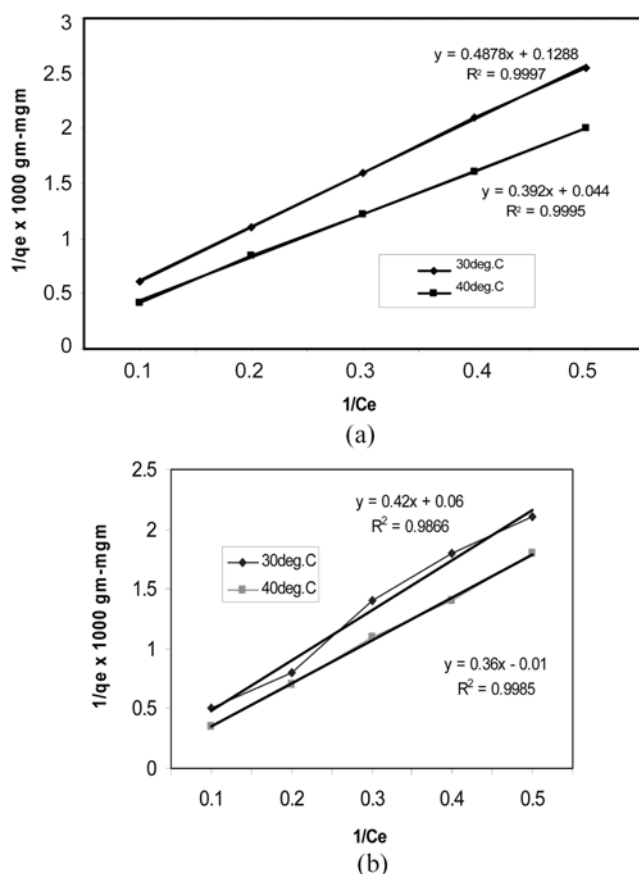 3
2.5
2
1.5
1
0.5
0
1/qe x 1000 gm-mgm
y = 0.4878x + 0.1288
R² = 0.9997
y = 0.392x + 0.044
R² = 0.9995
30deg.C
40deg.C
0.1 0.2 0.3 0.4 0.5
1/Ce
(a)
2.5
2
1.5
1
0.5
0
1/qe x 1000 gm-mgm
y = 0.42x + 0.06
R² = 0.9866
30deg.C
40deg.C
y = 0.36x - 0.01
R² = 0.9985
0.1 0.2 0.3 0.4 0.5
1/Ce
(b)